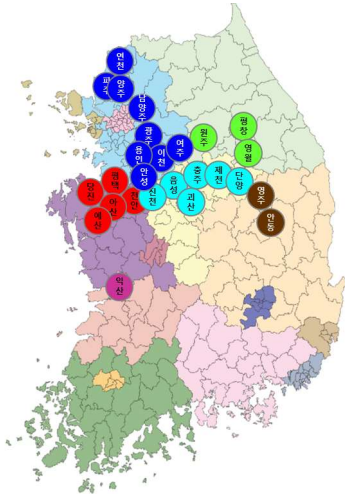 연천
파주
양주
남양주
광주
원주
평창
용인
이천
여주
영월
안성
당진
평택
천안
아산
예산
진천
음성
충주
괴산
제천
단양
영주
안동
익산